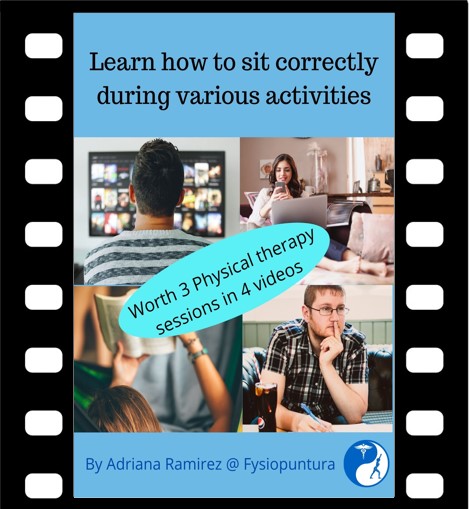 Learn how to sit correctly
during various activities
Worth 3 Physical therapy
sessions in 4 videos
By Adriana Ramirez @ Fysiopuntura